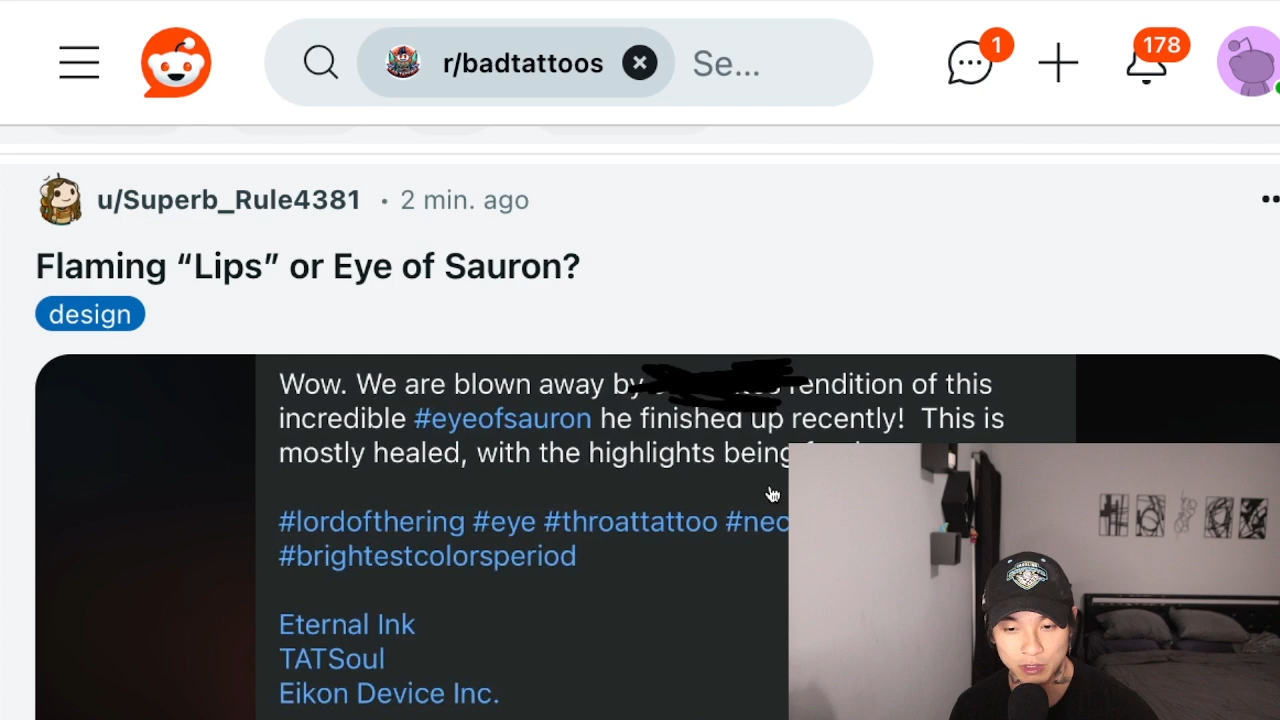 r/badtattoos Se...
1
178
u/Superb_Rule4381 • 2 min. ago
Flaming “Lips” or Eye of Sauron?
design
Wow. We are blown away by rendition of this
incredible #eyeofsauron he finished up recently! This is
mostly healed, with the highlights being
#lordofthering #eye #throattattoo
#brightestcolorsperiod
Eternal Ink
TATSoul
Eikon Device Inc.